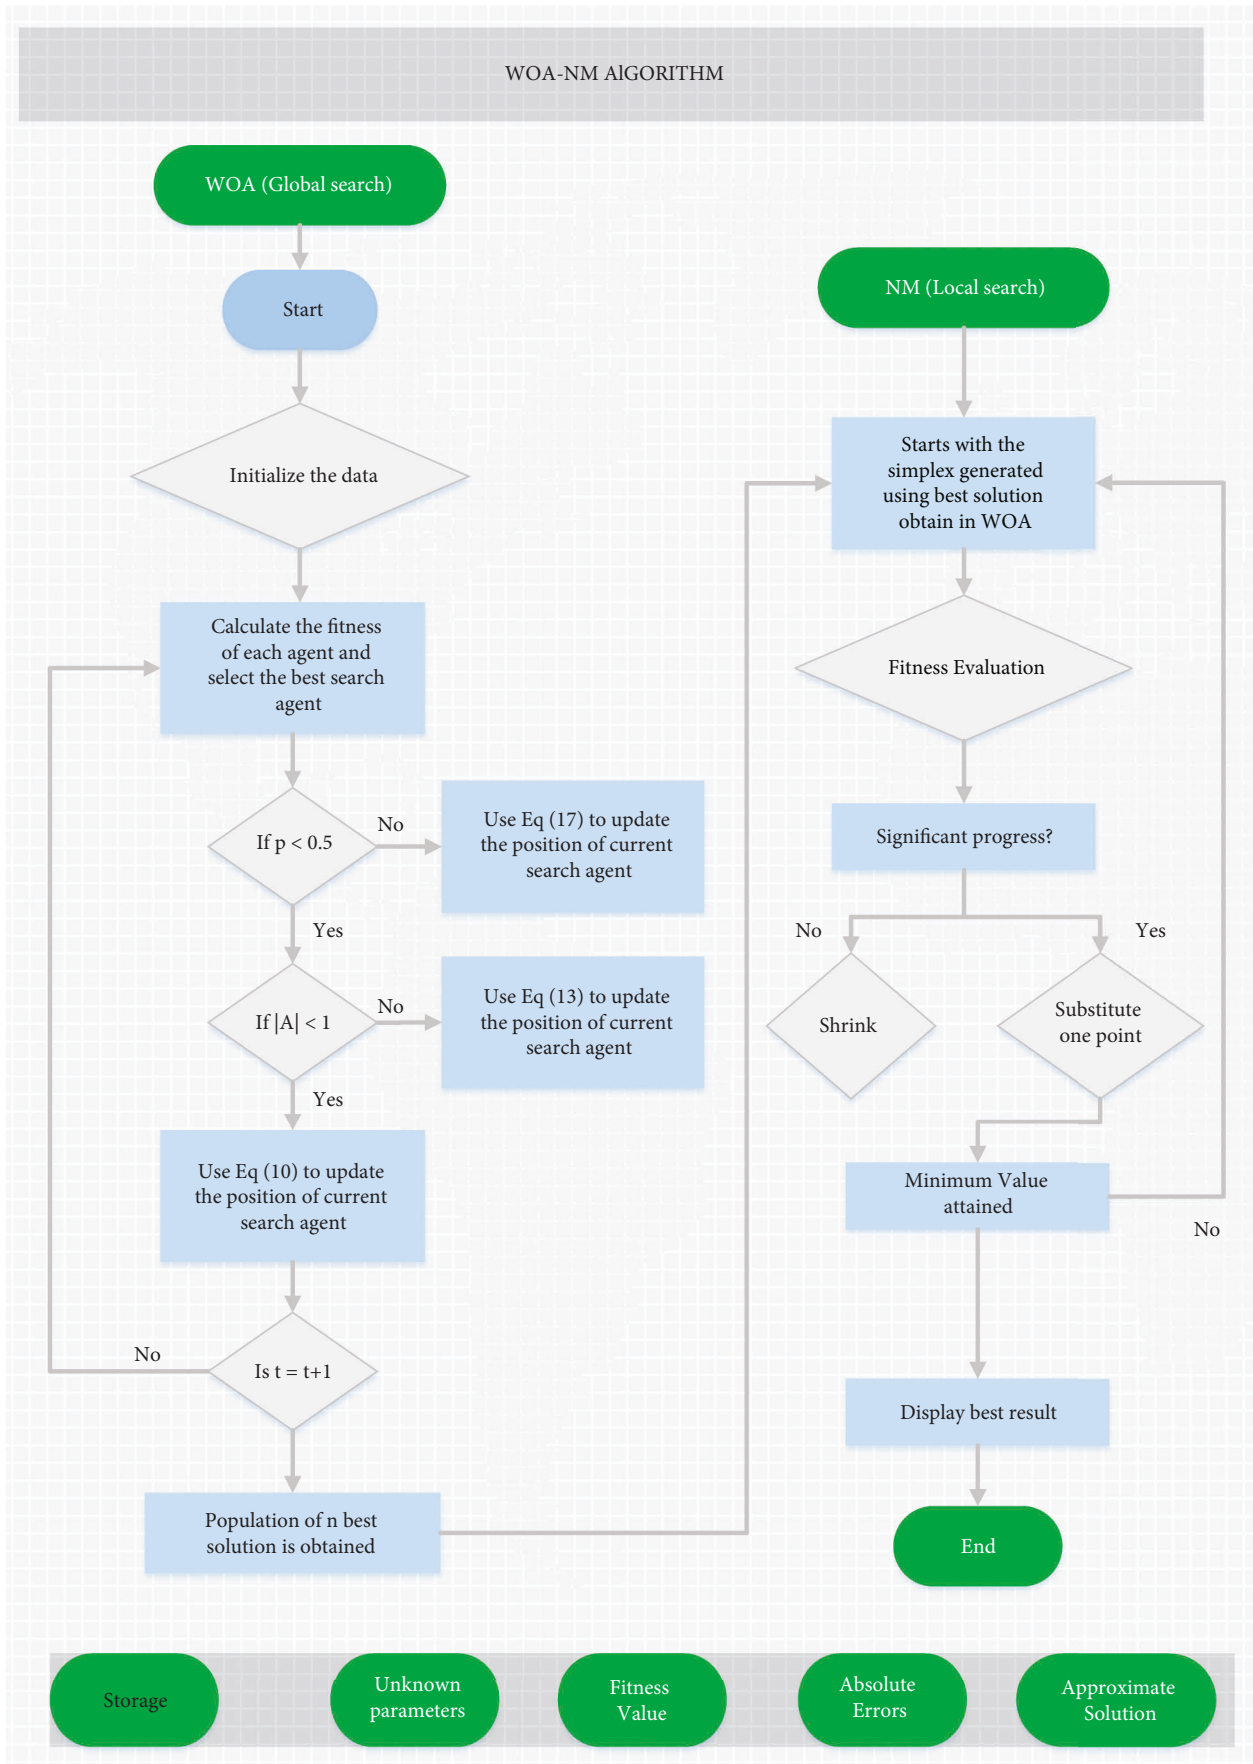 WOA-NM AlGORITHM
WOA (Global search)
Start
Initialize the data
Calculate the fitness
of each agent and
select the best search
agent
If p < 0.5
No
Use Eq (17) to update
the position of current
search agent
Yes
If |A| < 1
No
Use Eq (13) to update
the position of current
search agent
Yes
Use Eq (10) to update
the position of current
search agent
No
Is t = t+1
Population of n best
solution is obtained
NM (Local search)
Starts with the
simplex generated
using best solution
obtain in WOA
Fitness Evaluation
Significant progress?
No
Yes
Shrink
Substitute
one point
Minimum Value
attained
No
Display best result
End
Storage
Unknown
parameters
Fitness
Value
Absolute
Errors
Approximate
Solution